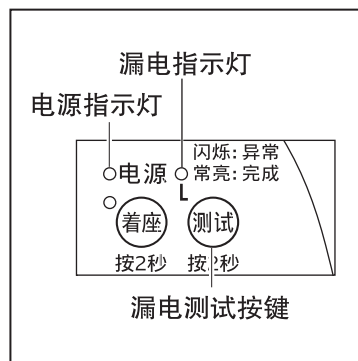 漏电指示灯
电源指示灯
闪烁: 异常
电源 常亮: 完成
着座 测试
按2秒 按2秒
漏电测试按键